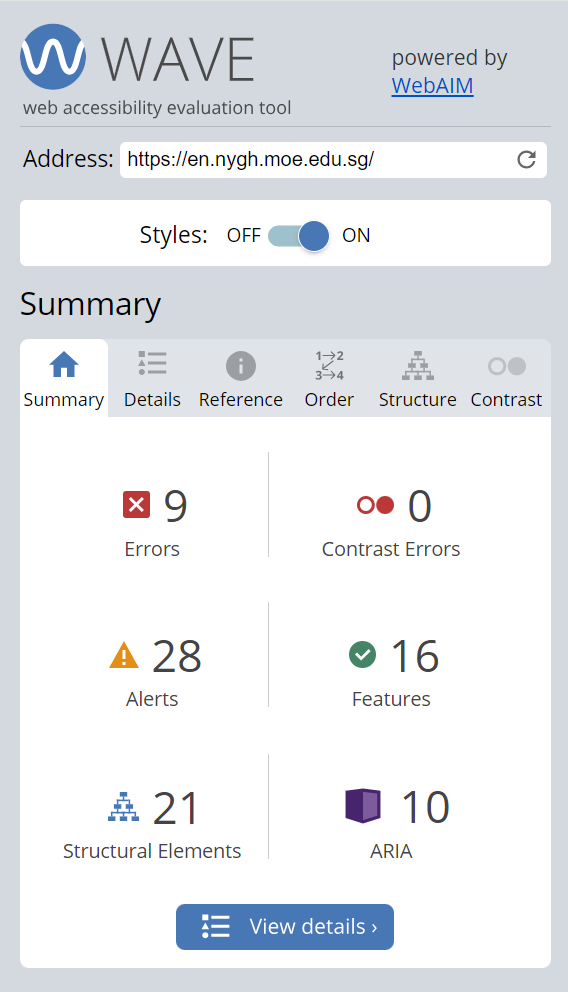 WAVE
web accessibility evaluation tool
powered by
WebAIM
Address: https://en.nygh.moe.edu.sg/
Styles: OFF ON
Summary
Summary Details Reference Order Structure Contrast
1→2
3→4
9
Errors
0
Contrast Errors
28
Alerts
16
Features
21
Structural Elements
10
ARIA
View details ›